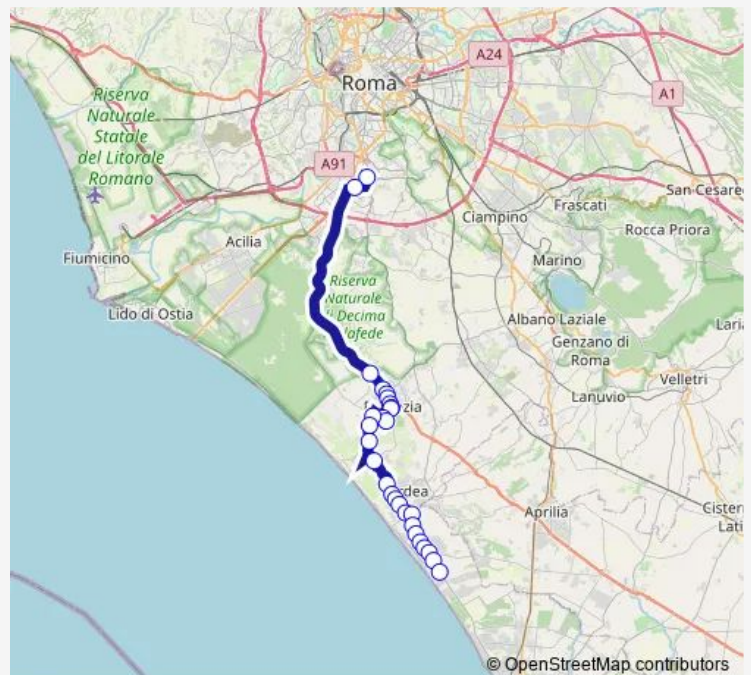 A24
Roma
A1
Riserva
Naturale
Statale
del Litorale
Romano
A91
San Cesareo
Frascati
Ciampino
Rocca Priora
Acilia
Fiumicino
Marino
Riserva
Naturale
Lido di Ostia
Albano Laziale
Genzano di
Roma
Velletri
Lanuvio
Aprilia
© OpenStreetMap contributors